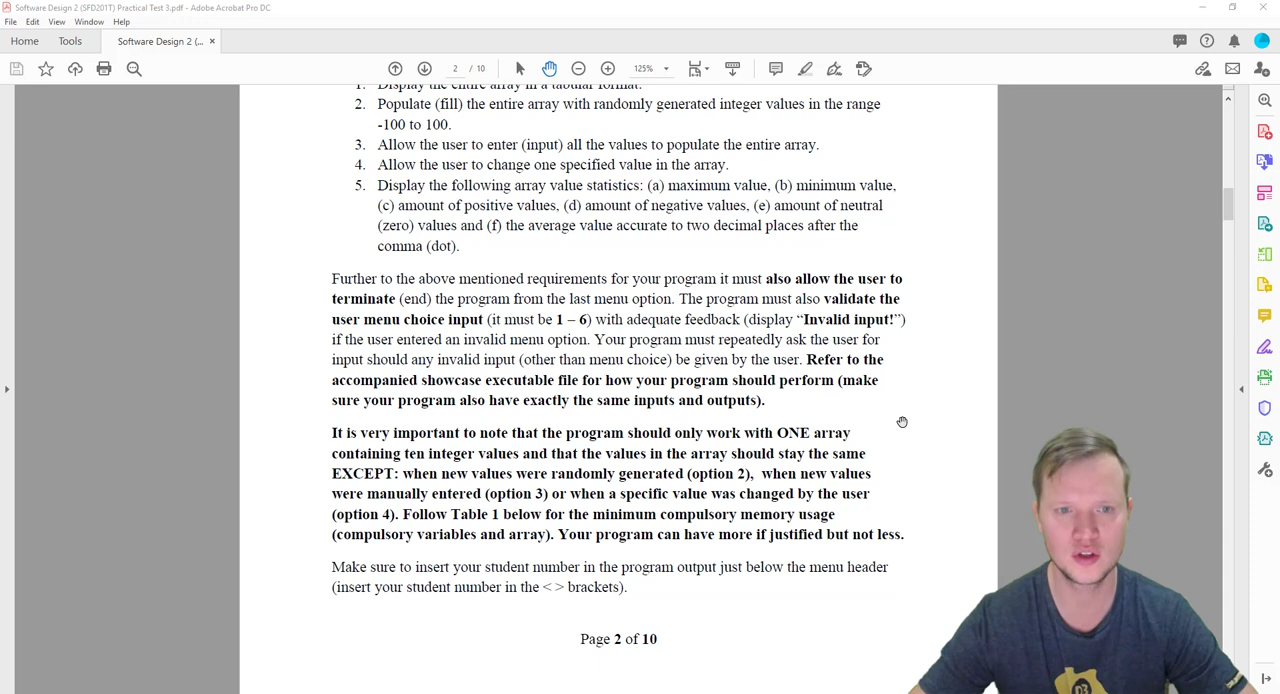 Software Design 2 (SFD201T) Practical Test 3.pdf - Adobe Acrobat Pro DC
File Edit View Window Help
Home Tools Software Design 2 (... ×
2 / 10 125%
1. Display the entire array in a tabular format.
2. Populate (fill) the entire array with randomly generated integer values in the range
-100 to 100.
3. Allow the user to enter (input) all the values to populate the entire array.
4. Allow the user to change one specified value in the array.
5. Display the following array value statistics: (a) maximum value, (b) minimum value,
(c) amount of positive values, (d) amount of negative values, (e) amount of neutral
(zero) values and (f) the average value accurate to two decimal places after the
comma (dot).
Further to the above mentioned requirements for your program it must also allow the user to
terminate (end) the program from the last menu option. The program must also validate the
user menu choice input (it must be 1 – 6) with adequate feedback (display “Invalid input!”)
if the user entered an invalid menu option. Your program must repeatedly ask the user for
input should any invalid input (other than menu choice) be given by the user. Refer to the
accompanied showcase executable file for how your program should perform (make
sure your program also have exactly the same inputs and outputs).
It is very important to note that the program should only work with ONE array
containing ten integer values and that the values in the array should stay the same
EXCEPT: when new values were randomly generated (option 2), when new values
were manually entered (option 3) or when a specific value was changed by the user
(option 4). Follow Table 1 below for the minimum compulsory memory usage
(compulsory variables and array). Your program can have more if justified but not less.
Make sure to insert your student number in the program output just below the menu header
(insert your student number in the < > brackets).
Page 2 of 10
D3